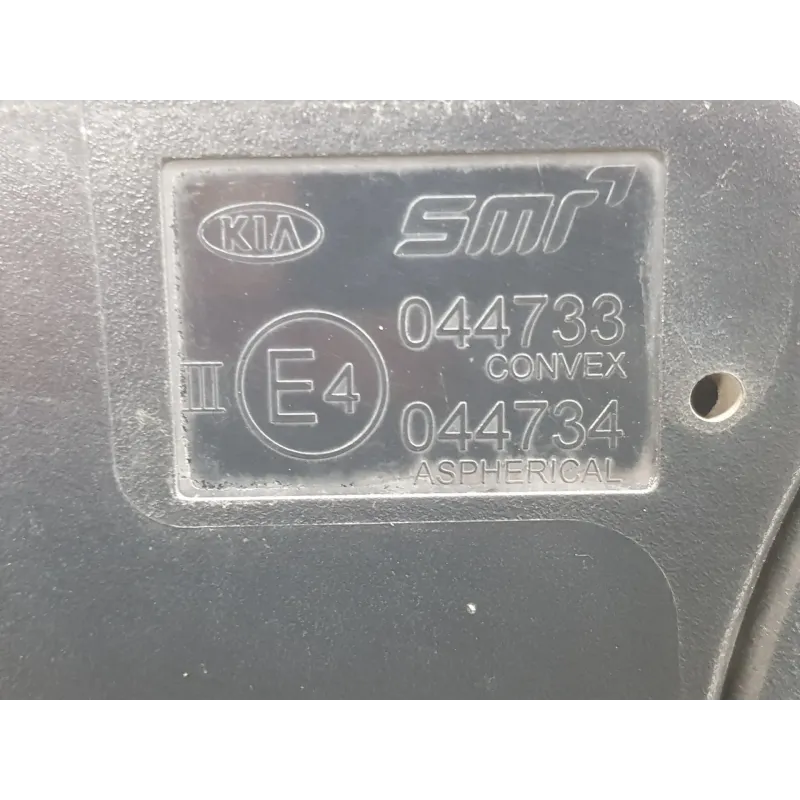 KIA SMR
044733
CONVEX
III E4
044734
ASPHERICAL